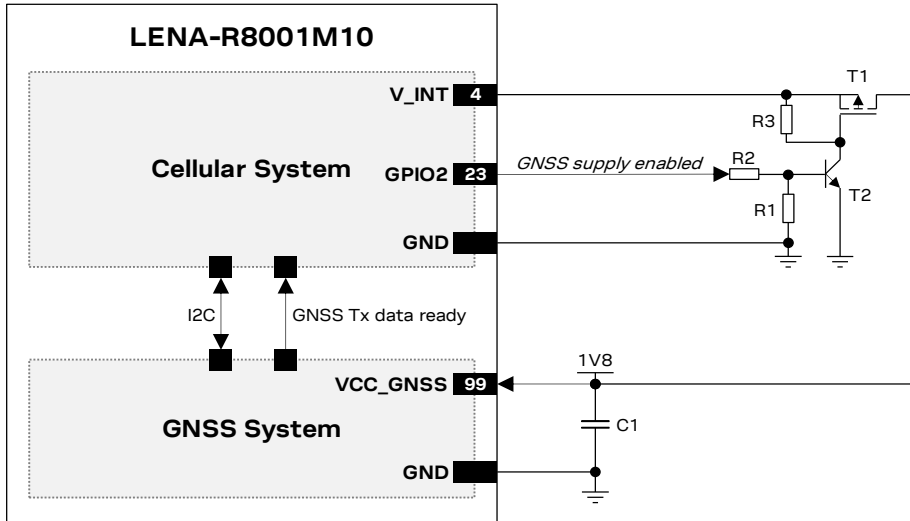 LENA-R8001M10
T1
V_INT 4
R3
Cellular System
GPIO2 23
GNSS supply enabled
R2
T2
R1
GND
I2C
GNSS Tx data ready
1V8
VCC_GNSS 99
C1
GNSS System
GND